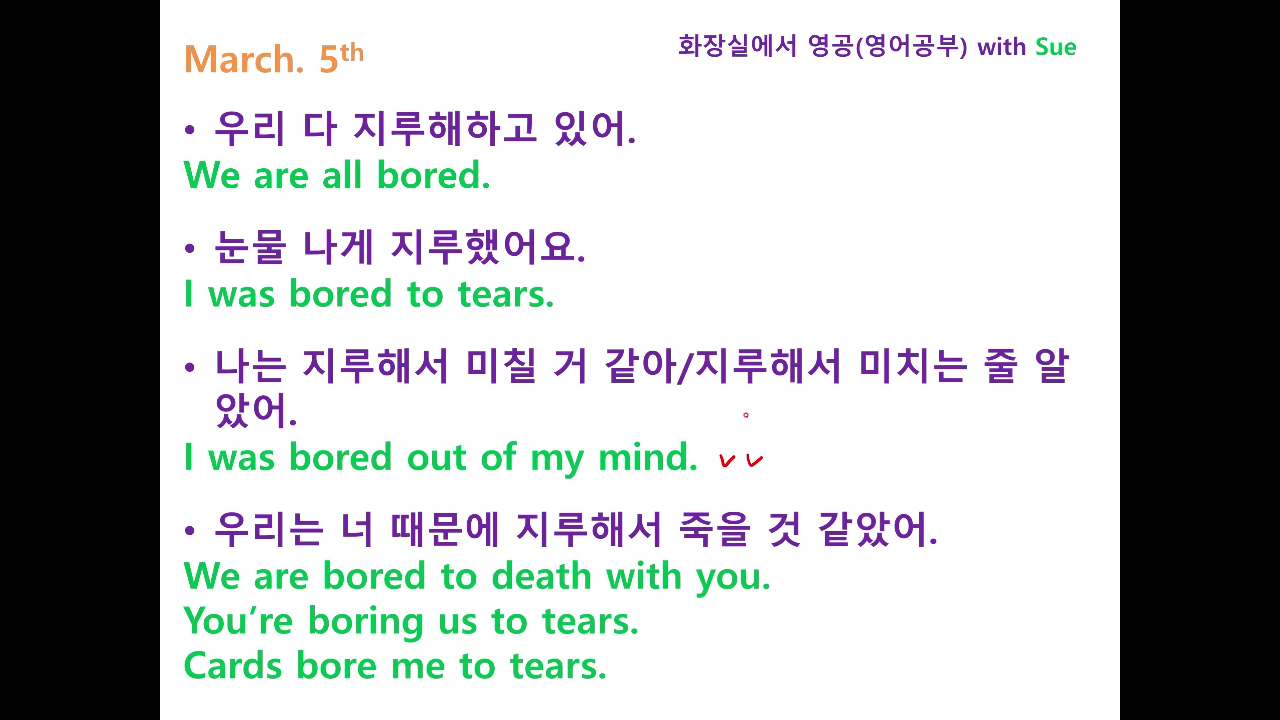 March. 5th
화장실에서 영공(영어공부) with Sue
• 우리 다 지루해하고 있어.
We are all bored.
• 눈물 나게 지루했어요.
I was bored to tears.
• 나는 지루해서 미칠 거 같아/지루해서 미치는 줄 알
았어.
I was bored out of my mind.
• 우리는 너 때문에 지루해서 죽을 것 같았어.
We are bored to death with you.
You’re boring us to tears.
Cards bore me to tears.